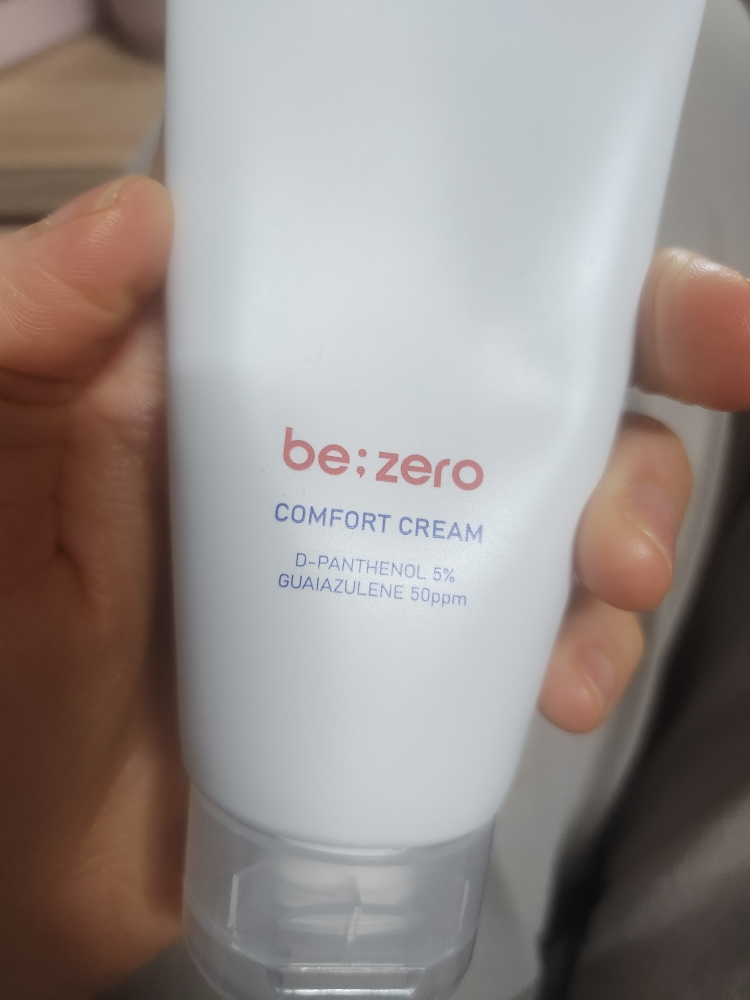 be;zero
COMFORT CREAM
D-PANTHENOL 5%
GUAIAZULENE 50ppm